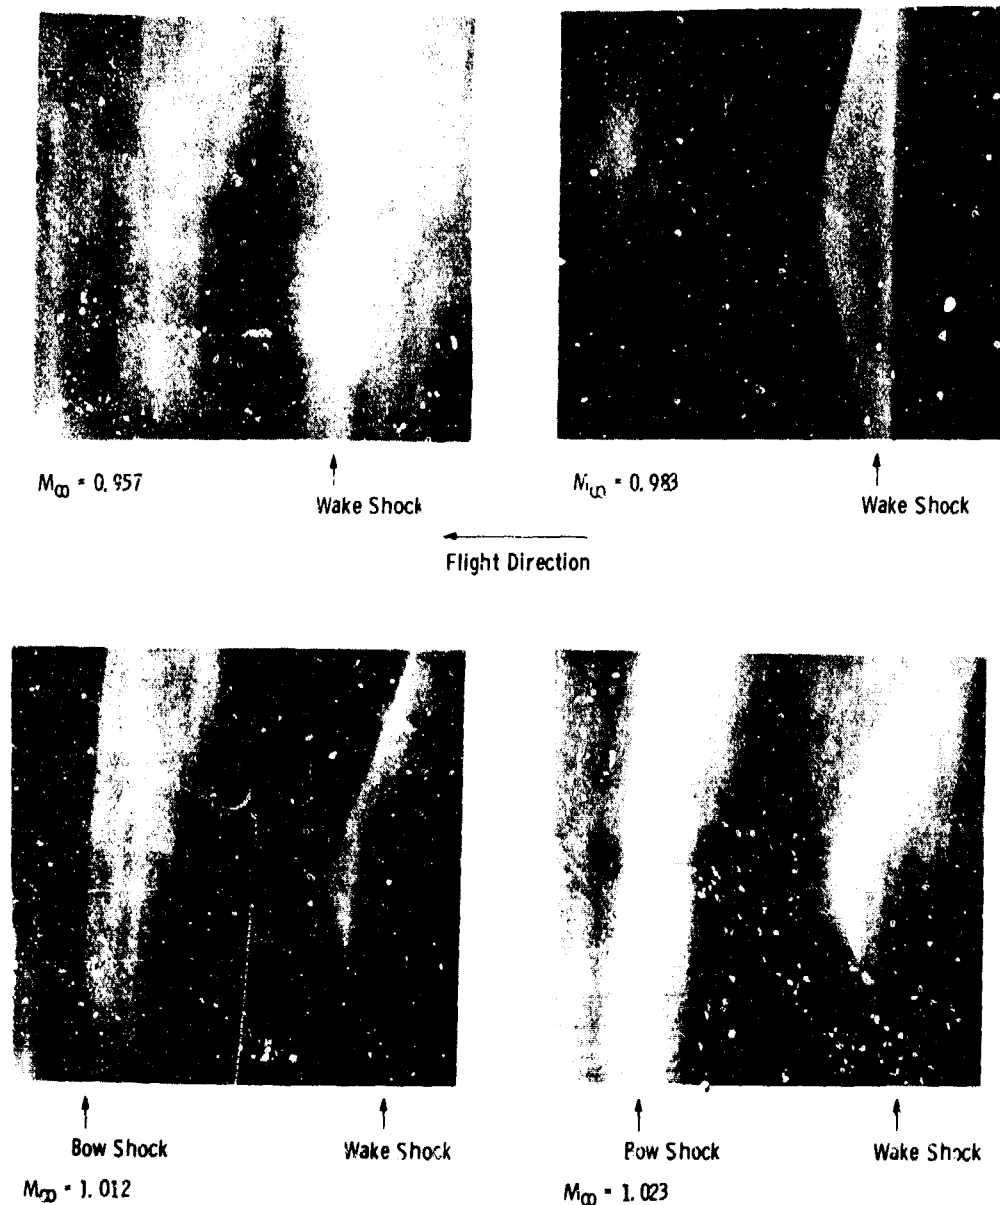 M∞ = 0.957
Wake Shock
M∞ = 0.983
Wake Shock
Flight Direction
Bow Shock
Wake Shock
M∞ = 1.012
Bow Shock
Wake Shock
M∞ = 1.023